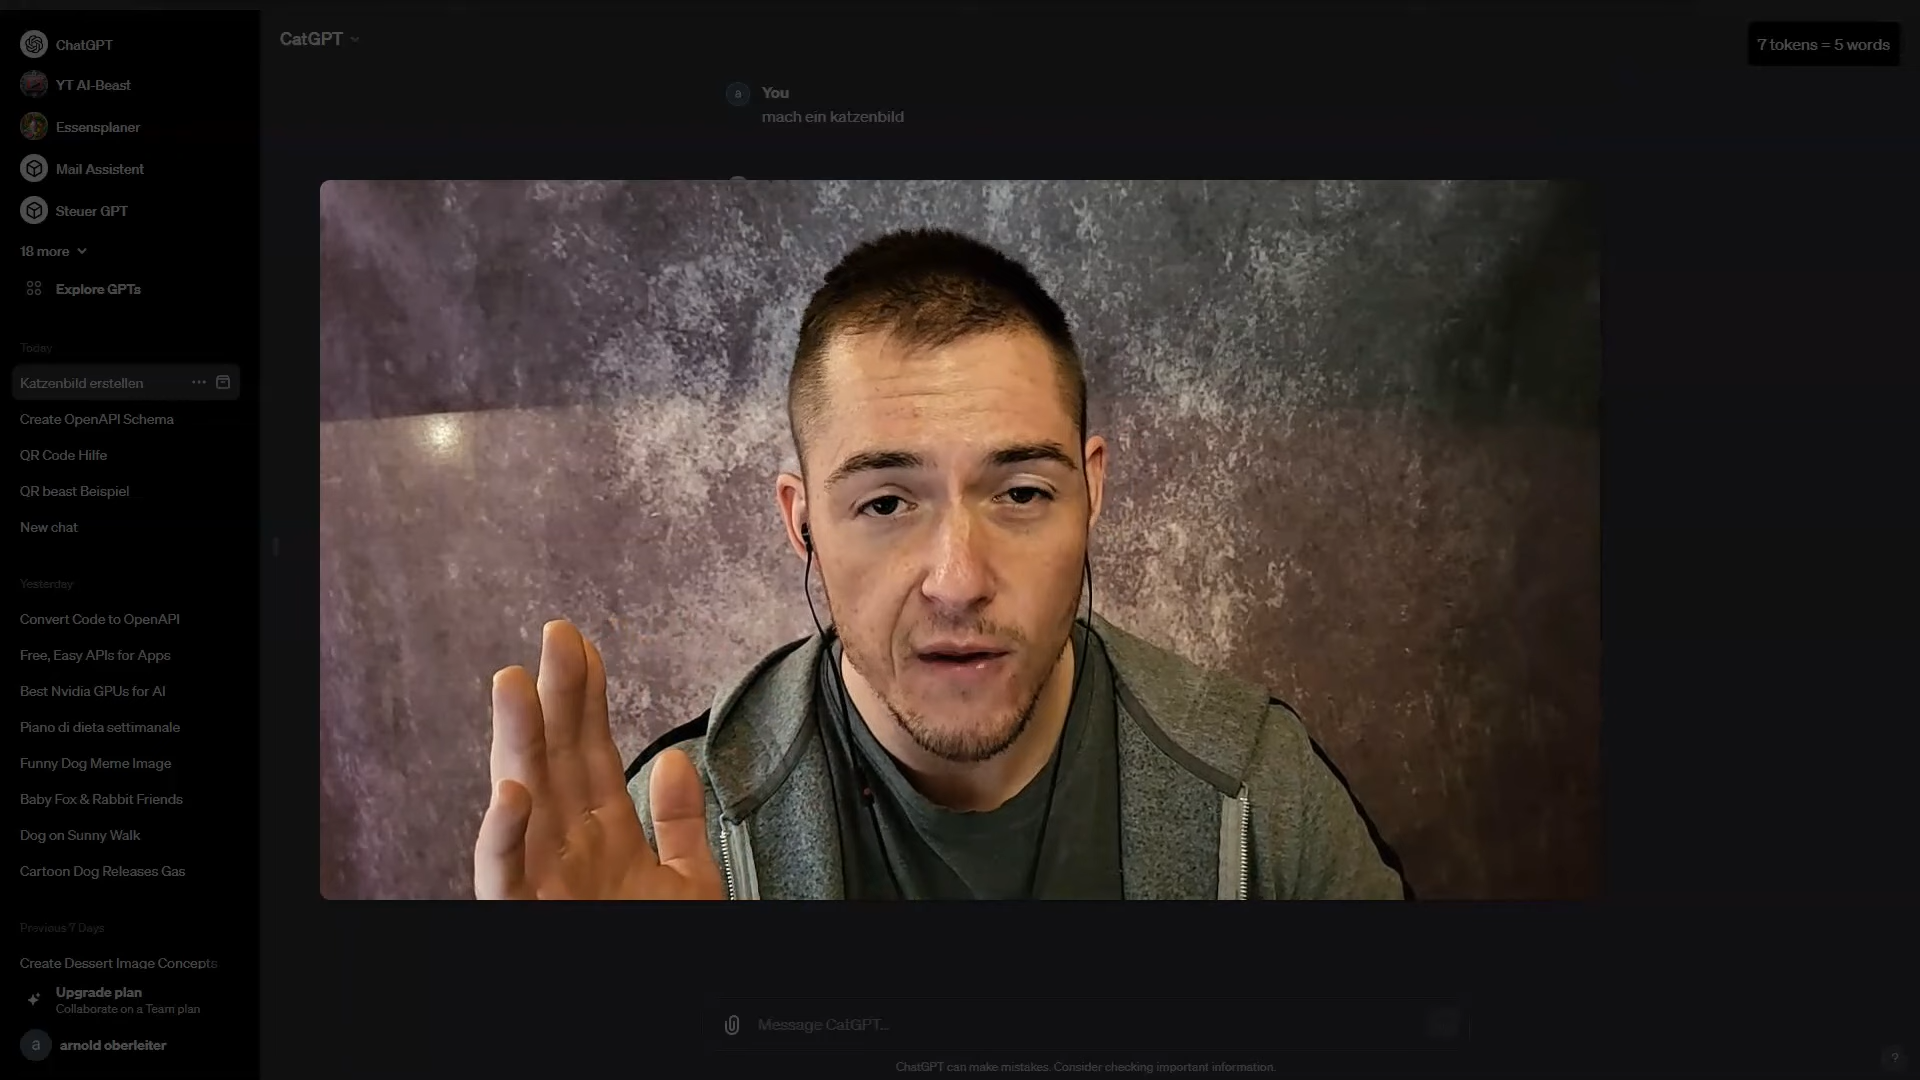 ChatGPT
YT AI-Beast
Essensplaner
Mail Assistent
Steuer GPT
18 more
Explore GPTs
Today
Katzenbild erstellen
Create OpenAPI Schema
QR Code Hilfe
QR beast Beispiel
New chat
Yesterday
Convert Code to OpenAPI
Free, Easy APIs for Apps
Best Nvidia GPUs for AI
Piano di dieta settimanale
Funny Dog Meme Image
Baby Fox & Rabbit Friends
Dog on Sunny Walk
Cartoon Dog Releases Gas
Previous 7 Days
Create Dessert Image Concepts
Upgrade plan
Collaborate on a Team plan
a
arnold oberleiter
CatGPT
7 tokens = 5 words
a
You
mach ein katzenbild
Message CatGPT...
ChatGPT can make mistakes. Consider checking important information.
?